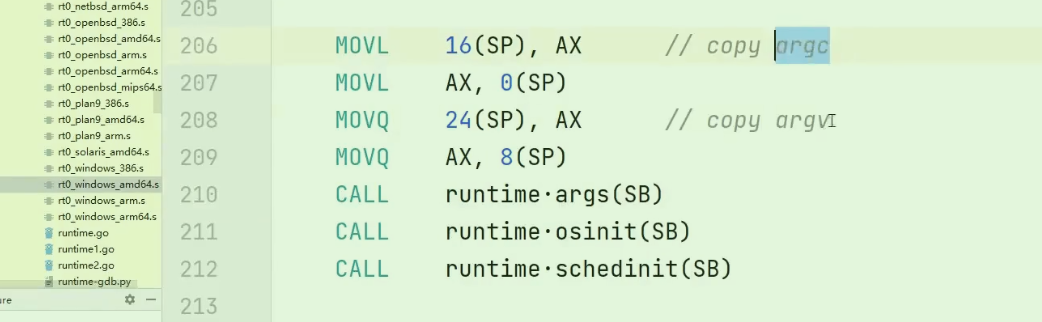 rt0_netbsd_arm64.s
rt0_openbsd_386.s
rt0_openbsd_amd64.s
rt0_openbsd_arm.s
rt0_openbsd_arm64.s
rt0_openbsd_mips64.s
rt0_plan9_386.s
rt0_plan9_amd64.s
rt0_plan9_arm.s
rt0_solaris_amd64.s
rt0_windows_386.s
rt0_windows_amd64.s
rt0_windows_arm.s
rt0_windows_arm64.s
runtime.go
runtime1.go
runtime2.go
runtime-gdb.py
ure
205
206 MOVL 16(SP), AX // copy argc
207 MOVL AX, 0(SP)
208 MOVQ 24(SP), AX // copy argv
209 MOVQ AX, 8(SP)
210 CALL runtime·args(SB)
211 CALL runtime·osinit(SB)
212 CALL runtime·schedinit(SB)
213